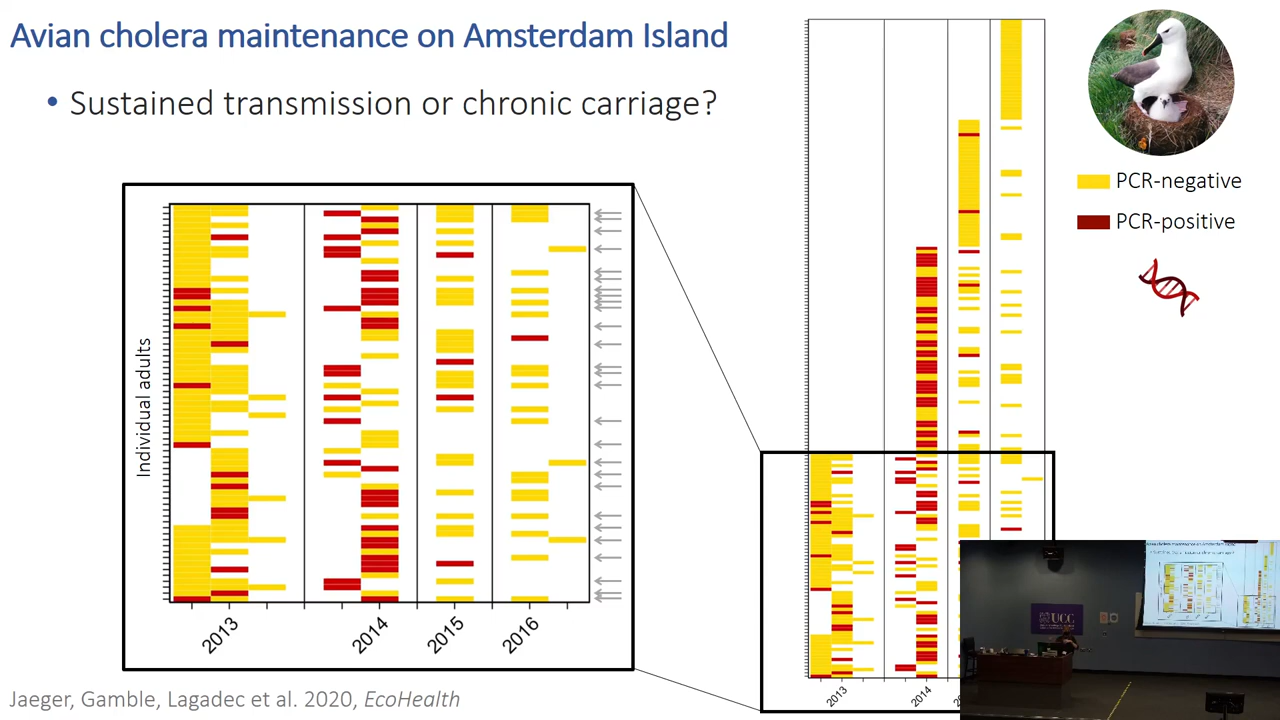 Avian cholera maintenance on Amsterdam Island
• Sustained transmission or chronic carriage?
PCR-negative
PCR-positive
Individual adults
2013
2014
2015
2016
2013
2014
UCC
Jaeger, Gamble, Lagadec et al. 2020, EcoHealth